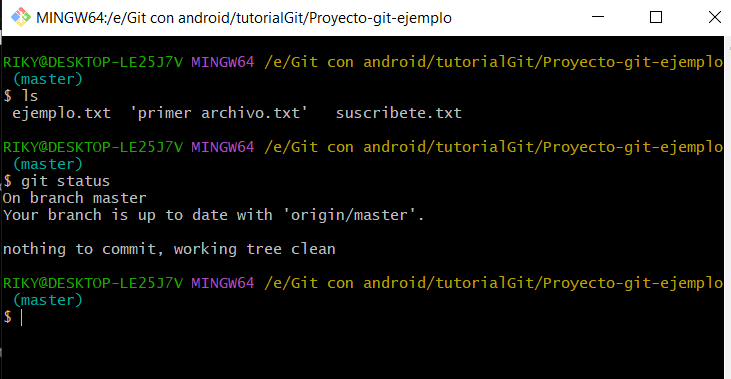 MINGW64:/e/Git con android/tutorialGit/Proyecto-git-ejemplo
RIKY@DESKTOP-LE25J7V MINGW64 /e/Git con android/tutorialGit/Proyecto-git-ejemplo
(master)
$ ls
ejemplo.txt  'primer archivo.txt'   suscribete.txt
RIKY@DESKTOP-LE25J7V MINGW64 /e/Git con android/tutorialGit/Proyecto-git-ejemplo
(master)
$ git status
On branch master
Your branch is up to date with 'origin/master'.
nothing to commit, working tree clean
RIKY@DESKTOP-LE25J7V MINGW64 /e/Git con android/tutorialGit/Proyecto-git-ejemplo
(master)
$